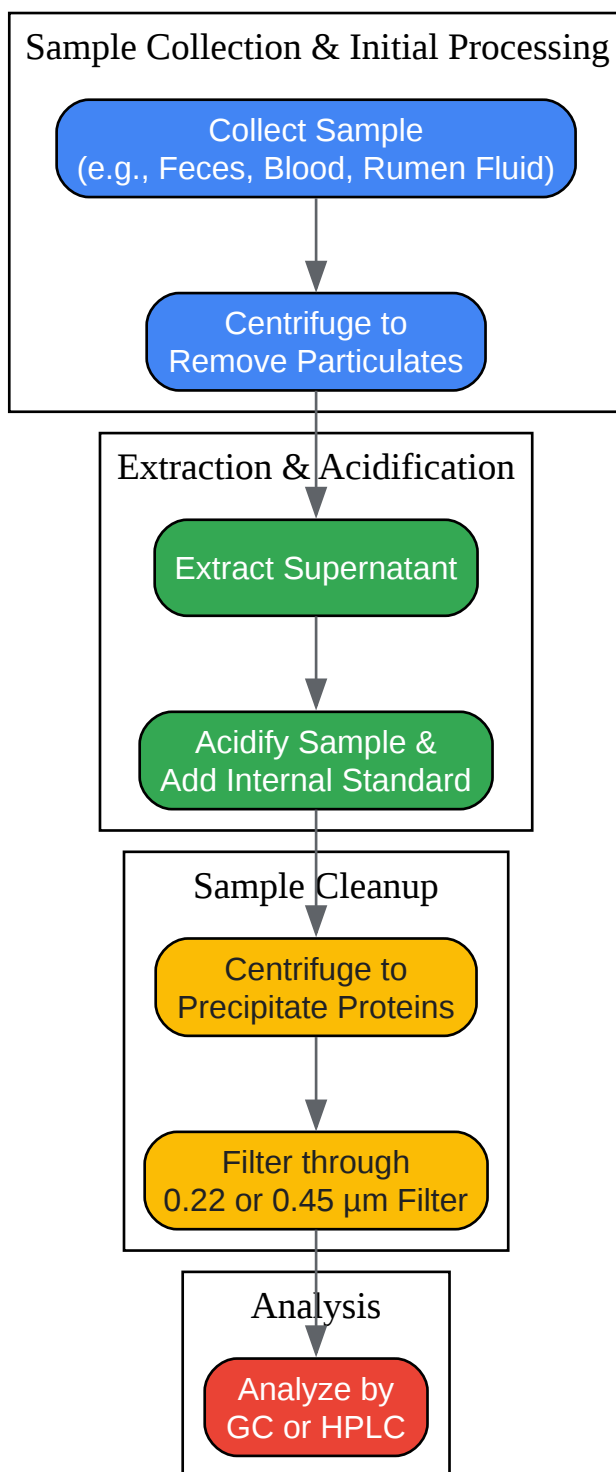 Sample Collection & Initial Processing
Collect Sample
(e.g., Feces, Blood, Rumen Fluid)
Centrifuge to
Remove Particulates
Extraction & Acidification
Extract Supernatant
Acidify Sample &
Add Internal Standard
Sample Cleanup
Centrifuge to
Precipitate Proteins
Filter through
0.22 or 0.45 µm Filter
Analysis
Analyze by
GC or HPLC